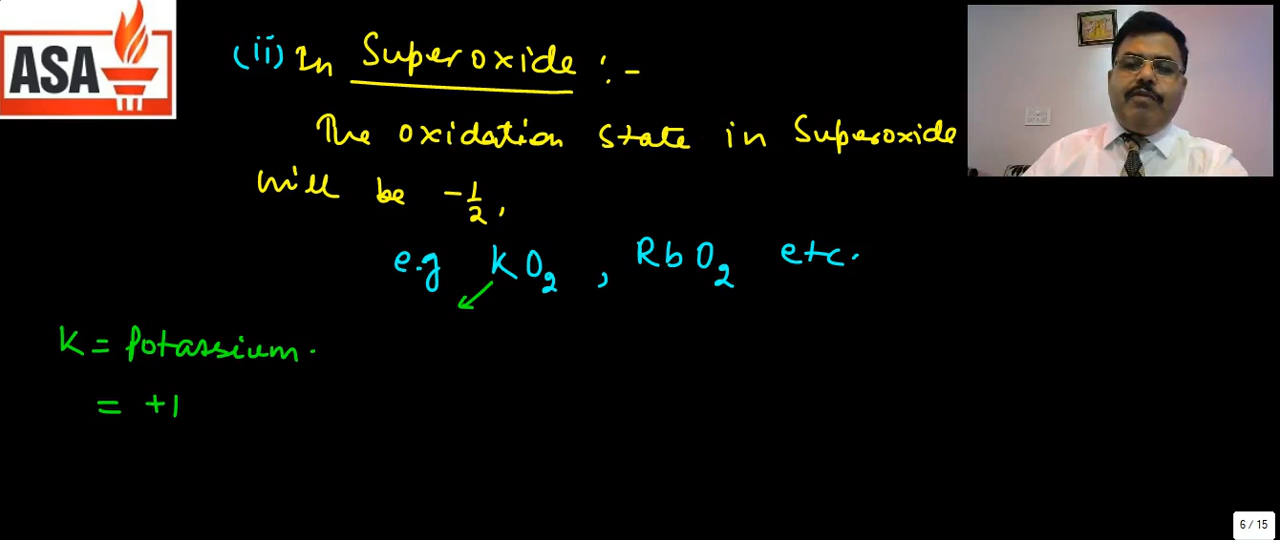 ASA
(ii) In Superoxide :-
The oxidation state in Superoxide
will be -1/2,
e.g KO₂, RbO₂ etc.
K = Potassium.
= +1
6 / 15